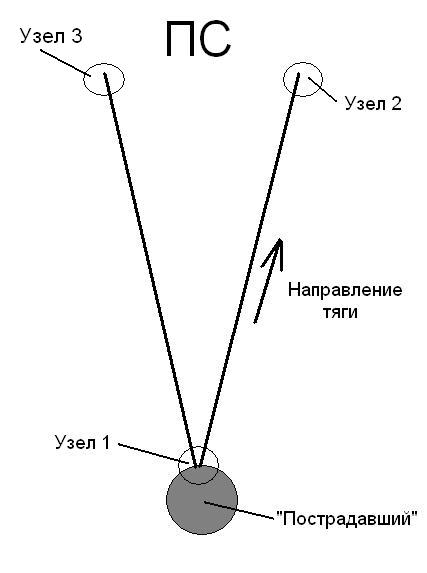 ПС
Узел 3
Узел 2
Направление
тяги
Узел 1
"Пострадавший"